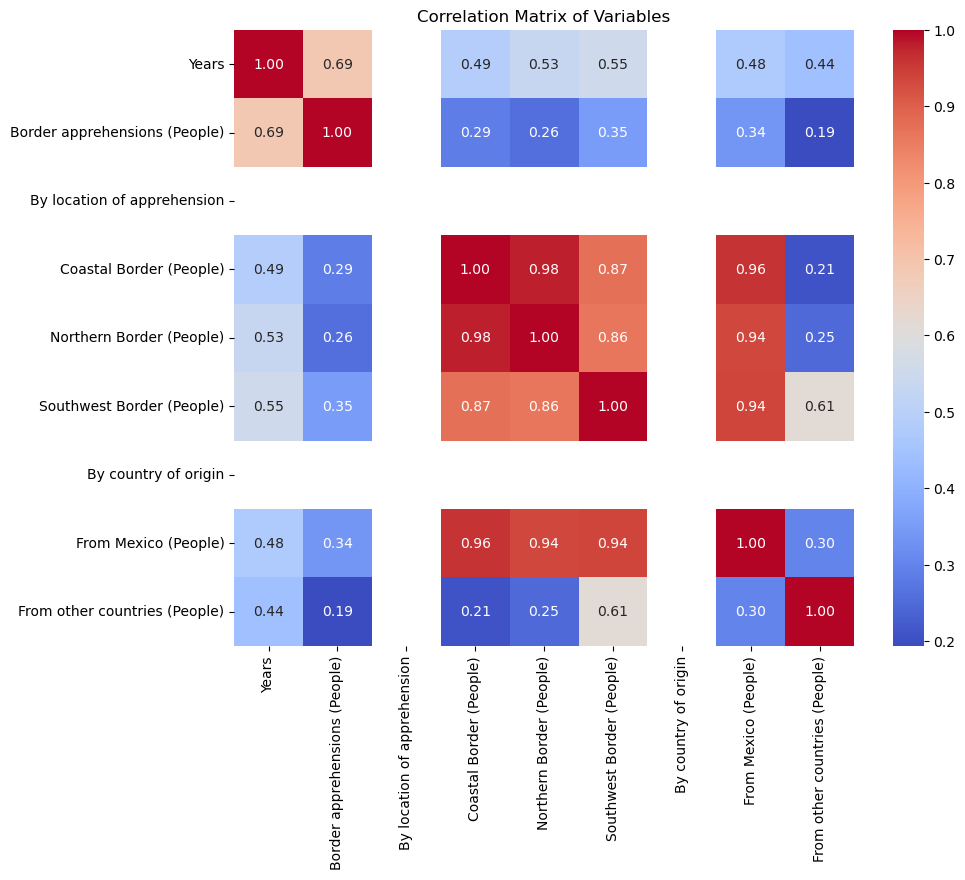 Correlation Matrix of Variables
Years 1.00 0.69 0.49 0.53 0.55 0.48 0.44
Border apprehensions (People) 0.69 1.00 0.29 0.26 0.35 0.34 0.19
By location of apprehension
Coastal Border (People) 0.49 0.29 1.00 0.98 0.87 0.96 0.21
Northern Border (People) 0.53 0.26 0.98 1.00 0.86 0.94 0.25
Southwest Border (People) 0.55 0.35 0.87 0.86 1.00 0.94 0.61
By country of origin
From Mexico (People) 0.48 0.34 0.96 0.94 0.94 1.00 0.30
From other countries (People) 0.44 0.19 0.21 0.25 0.61 0.30 1.00
Years
Border apprehensions (People)
By location of apprehension
Coastal Border (People)
Northern Border (People)
Southwest Border (People)
By country of origin
From Mexico (People)
From other countries (People)
1.0
0.9
0.8
0.7
0.6
0.5
0.4
0.3
0.2